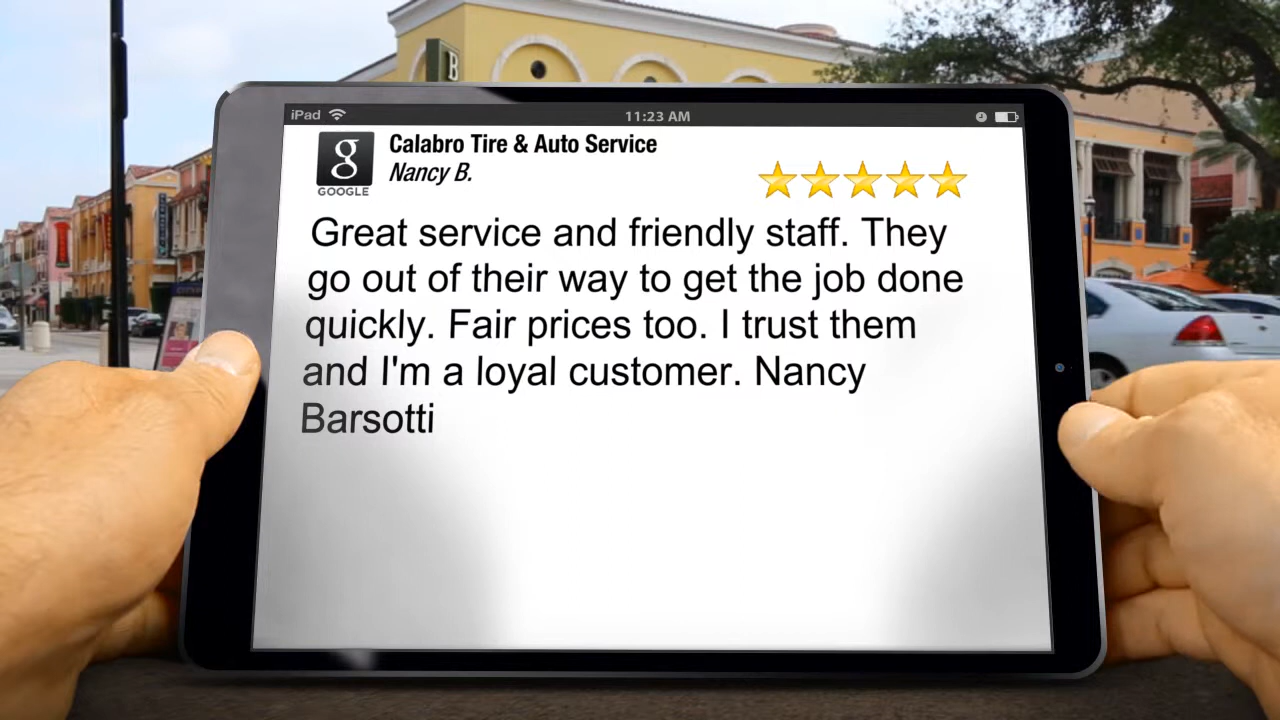 B
iPad 11:23 AM
g
GOOGLE
Calabro Tire & Auto Service
Nancy B.
Great service and friendly staff. They
go out of their way to get the job done
quickly. Fair prices too. I trust them
and I'm a loyal customer. Nancy
Barsotti